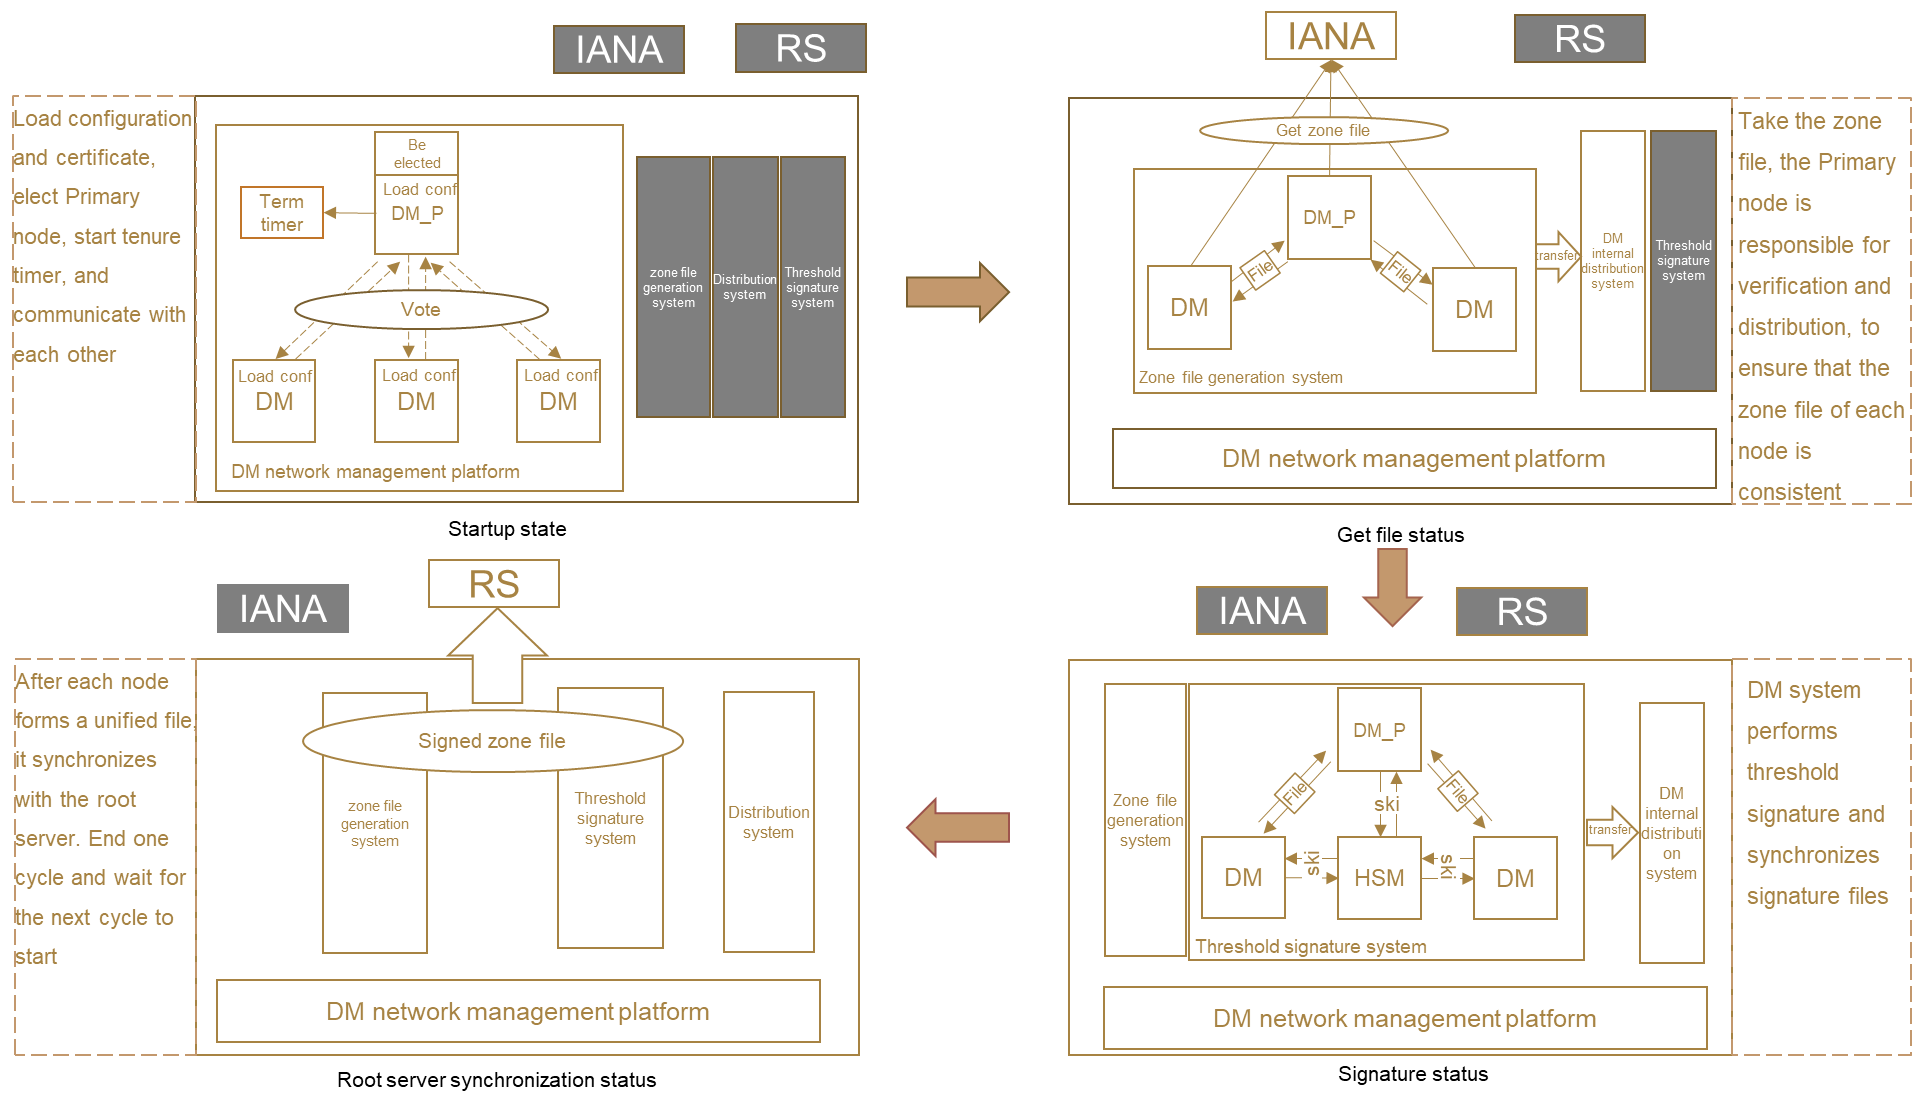 IANA
RS
Load configuration
and certificate,
elect Primary
node, start tenure
timer, and
communicate with
each other
Be
elected
Load conf
DM_P
Term
timer
Vote
Load conf
DM
Load conf
DM
Load conf
DM
DM network management platform
zone file
generation
system
Distribution
system
Threshold
signature
system
Startup state
IANA
RS
Get zone file
DM_P
File
File
DM
DM
Zone file generation system
transfer
DM
internal
distribution
system
Threshold
signature
system
DM network management platform
Take the zone
file, the Primary
node is
responsible for
verification and
distribution, to
ensure that the
zone file of each
node is
consistent
Get file status
IANA
RS
After each node
forms a unified file,
it synchronizes
with the root
server. End one
cycle and wait for
the next cycle to
start
Signed zone file
zone file
generation
system
Threshold
signature
system
Distribution
system
DM network management platform
Root server synchronization status
IANA
RS
Zone file
generation
system
DM_P
File
File
ski
DM
ski
HSM
ski
DM
Threshold signature system
transfer
DM
internal
distributi
on
system
DM network management platform
DM system
performs
threshold
signature and
synchronizes
signature files
Signature status